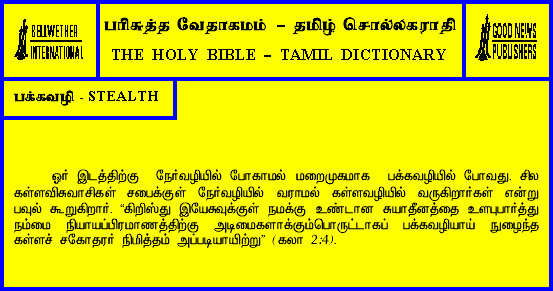 BELLWETHER
INTERNATIONAL
பரிசுத்த வேதாகமம் – தமிழ் சொல்லகராதி
THE HOLY BIBLE – TAMIL DICTIONARY
GOOD NEWS
PUBLISHERS
பக்கவழி - STEALTH
ஓர் இடத்திற்கு நேர்வழியில் போகாமல் மறைமுகமாக பக்கவழியில் போவது. சில
கள்ளவிசுவாசிகள் சபைக்குள் நேர்வழியில் வராமல் கள்ளவழியில் வருகிறார்கள் என்று
பவுல் கூறுகிறார். “கிறிஸ்து இயேசுவுக்குள் நமக்கு உண்டான சுயாதீனத்தை உளவுபார்த்து
நம்மை நியாயப்பிரமாணத்திற்கு அடிமைகளாக்கும்பொருட்டாகப் பக்கவழியாய் நுழைந்த
கள்ளச் சகோதரர் நிமித்தம் அப்படியாயிற்று” (கலா 2:4).